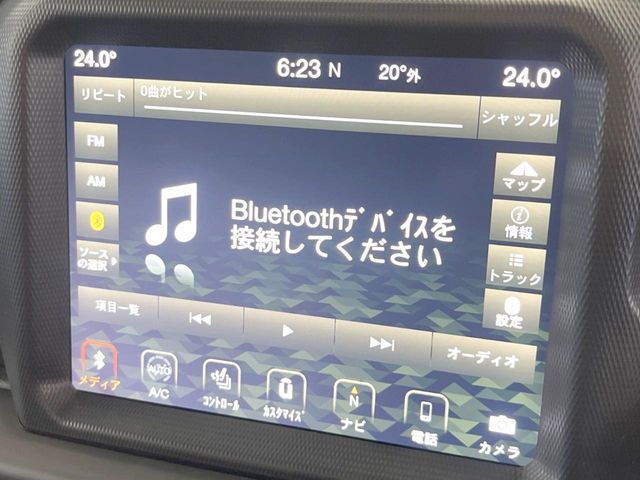 24.0°
6:23 N
20°外
24.0°
リピート
0曲がヒット
シャッフル
FM
AM
ソース
の選択
Bluetoothデバイスを
接続してください
マップ
情報
トラック
設定
項目一覧
オーディオ
メディア
AUTO
A/C
コントロール
カスタマイズ
N
ナビ
電話
カメラ